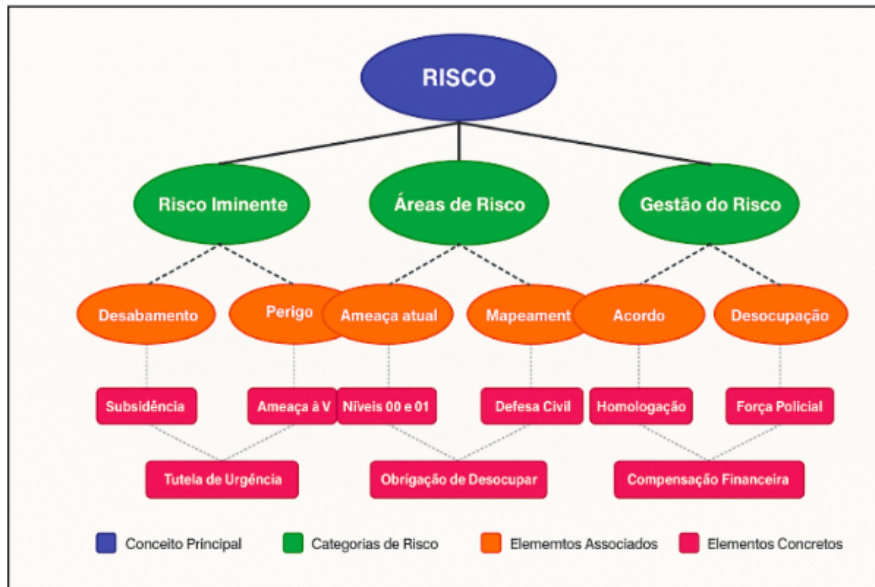 RISCO
Risco Iminente
Áreas de Risco
Gestão do Risco
Desabamento
Perigo
Ameaça atual
Mapeament
Acordo
Desocupação
Subsidência
Ameaça à V
Níveis 00 e 01
Defesa Civil
Homologação
Força Policial
Tutela de Urgência
Obrigação de Desocupar
Compensação Financeira
Conceito Principal
Categorias de Risco
Elememtos Associados
Elementos Concretos